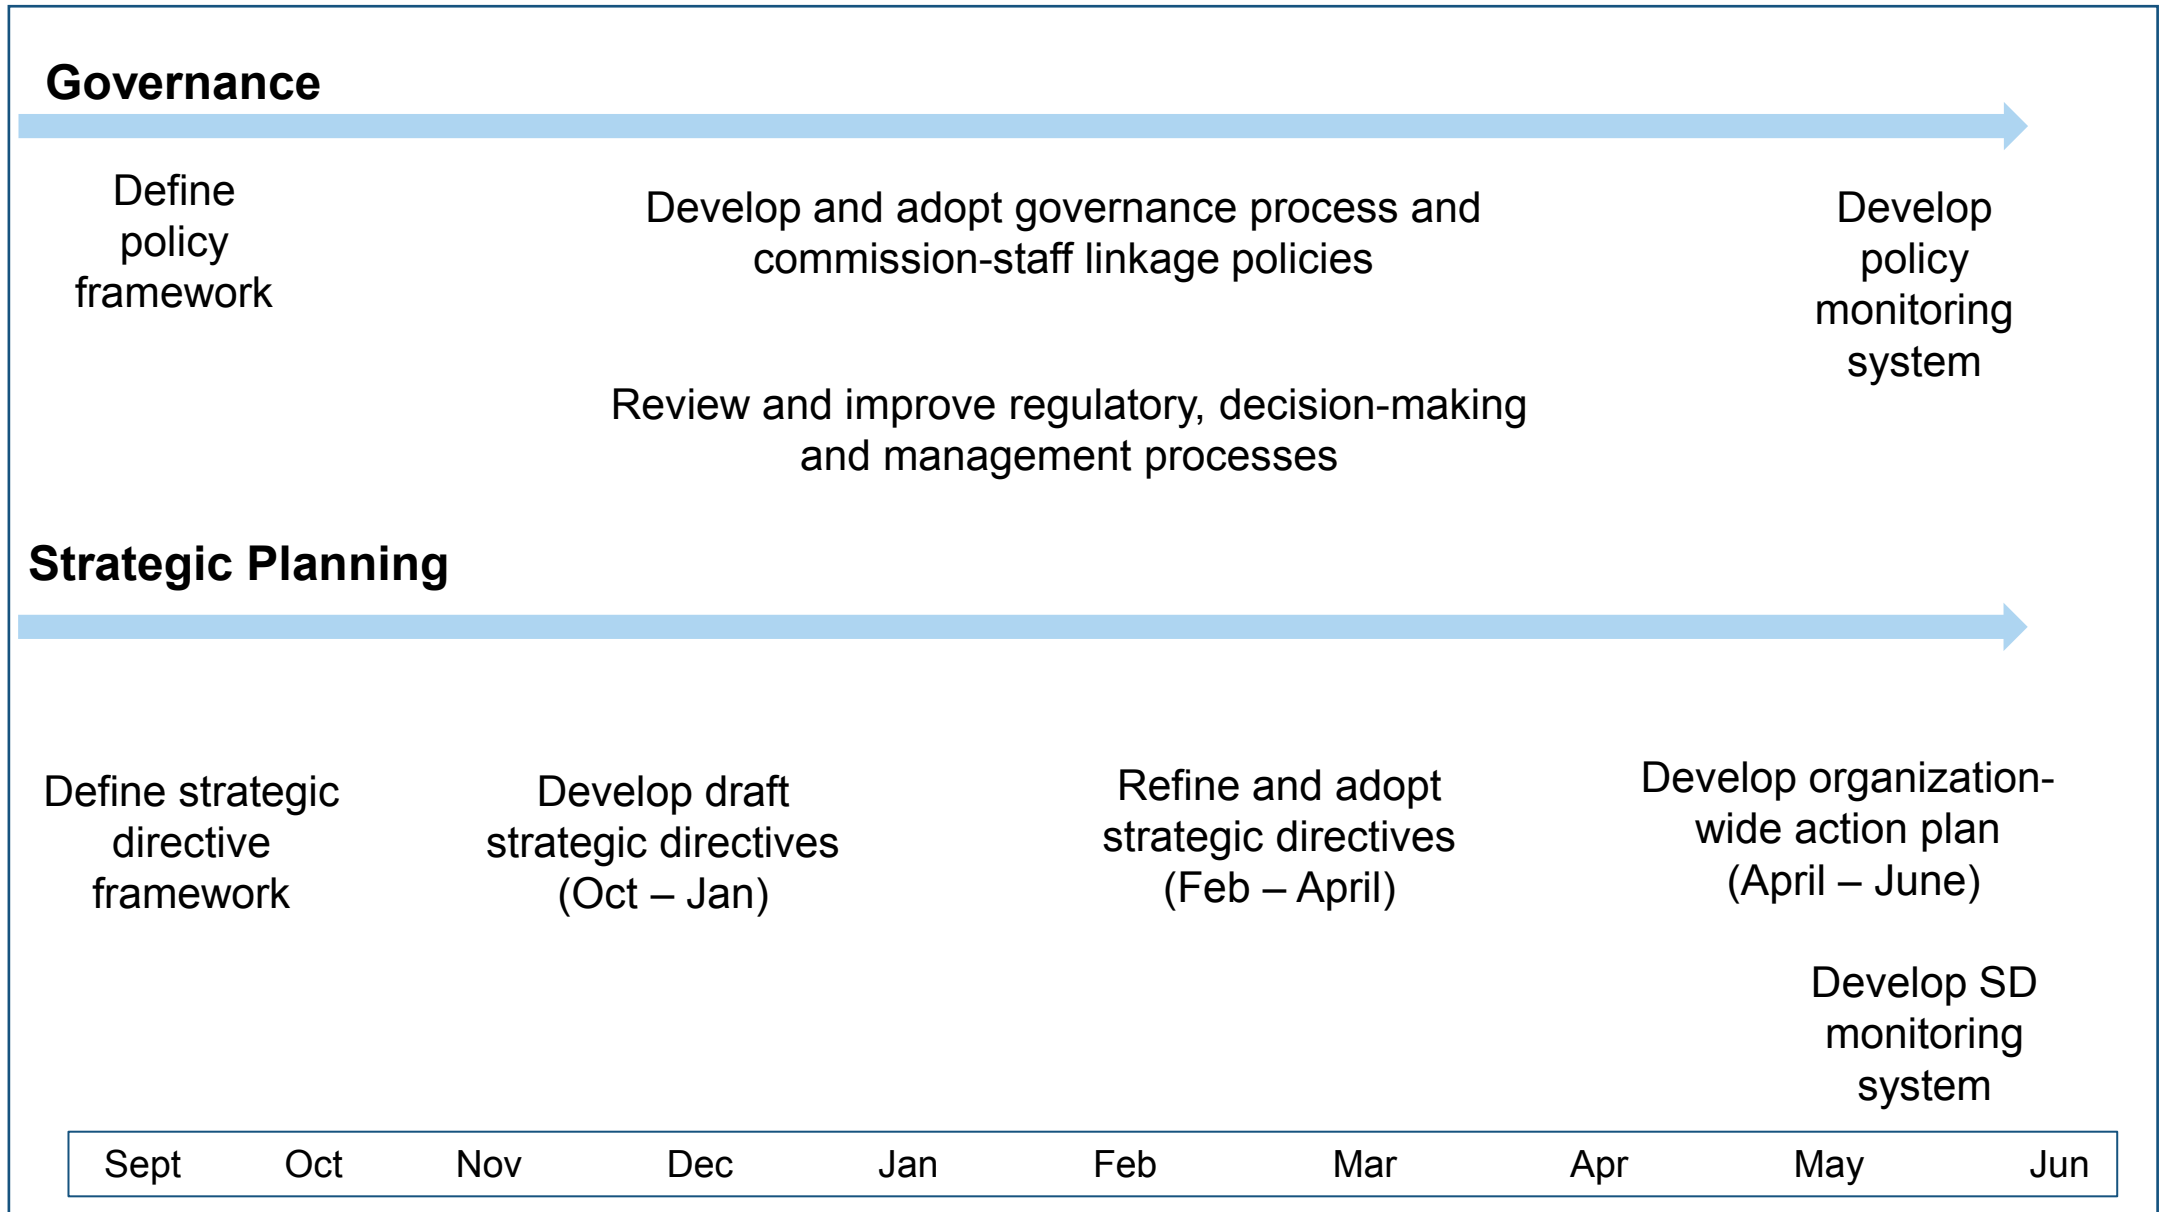 Governance
Define
policy
framework
Develop and adopt governance process and
commission-staff linkage policies
Develop
policy
monitoring
system
Review and improve regulatory, decision-making
and management processes
Strategic Planning
Define strategic
directive
framework
Develop draft
strategic directives
(Oct – Jan)
Refine and adopt
strategic directives
(Feb – April)
Develop organization-
wide action plan
(April – June)
Develop SD
monitoring
system
Sept Oct Nov Dec Jan Feb Mar Apr May Jun